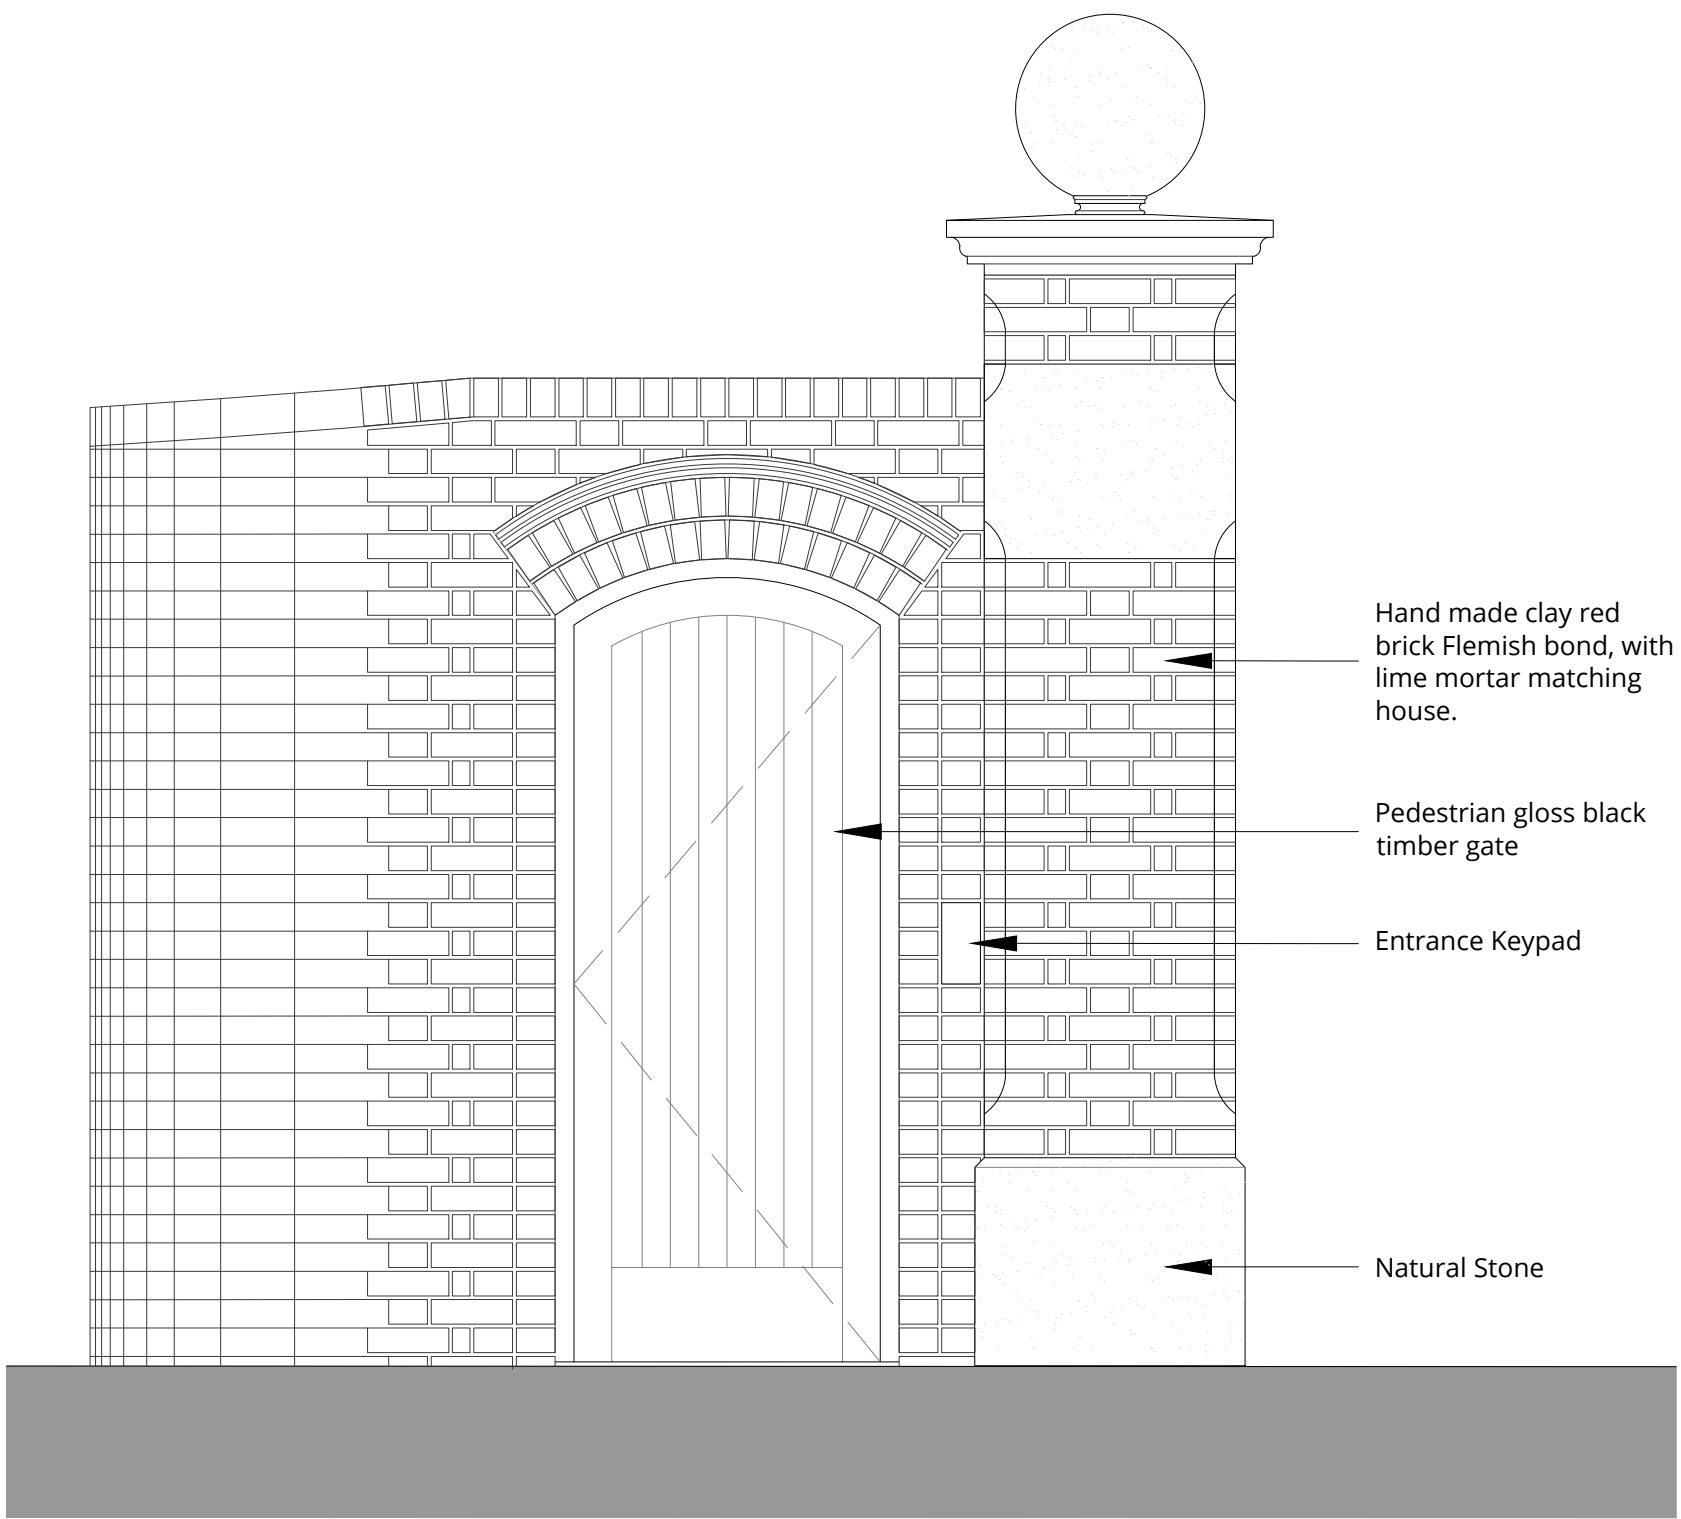 Hand made clay red
brick Flemish bond, with
lime mortar matching
house.
Pedestrian gloss black
timber gate
Entrance Keypad
Natural Stone